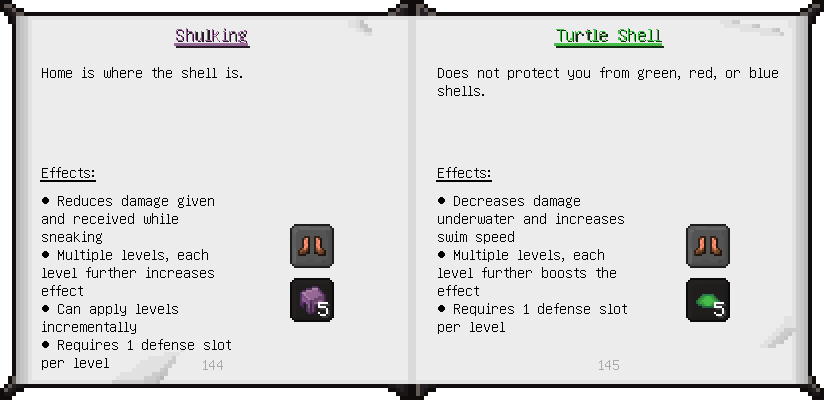 Shulking
Home is where the shell is.
Effects:
• Reduces damage given
and received while
sneaking
• Multiple levels, each
level further increases
effect
• Can apply levels
incrementally
• Requires 1 defense slot
per level
5
144
Turtle Shell
Does not protect you from green, red, or blue
shells.
Effects:
• Decreases damage
underwater and increases
swim speed
• Multiple levels, each
level further boosts the
effect
• Requires 1 defense slot
per level
5
145